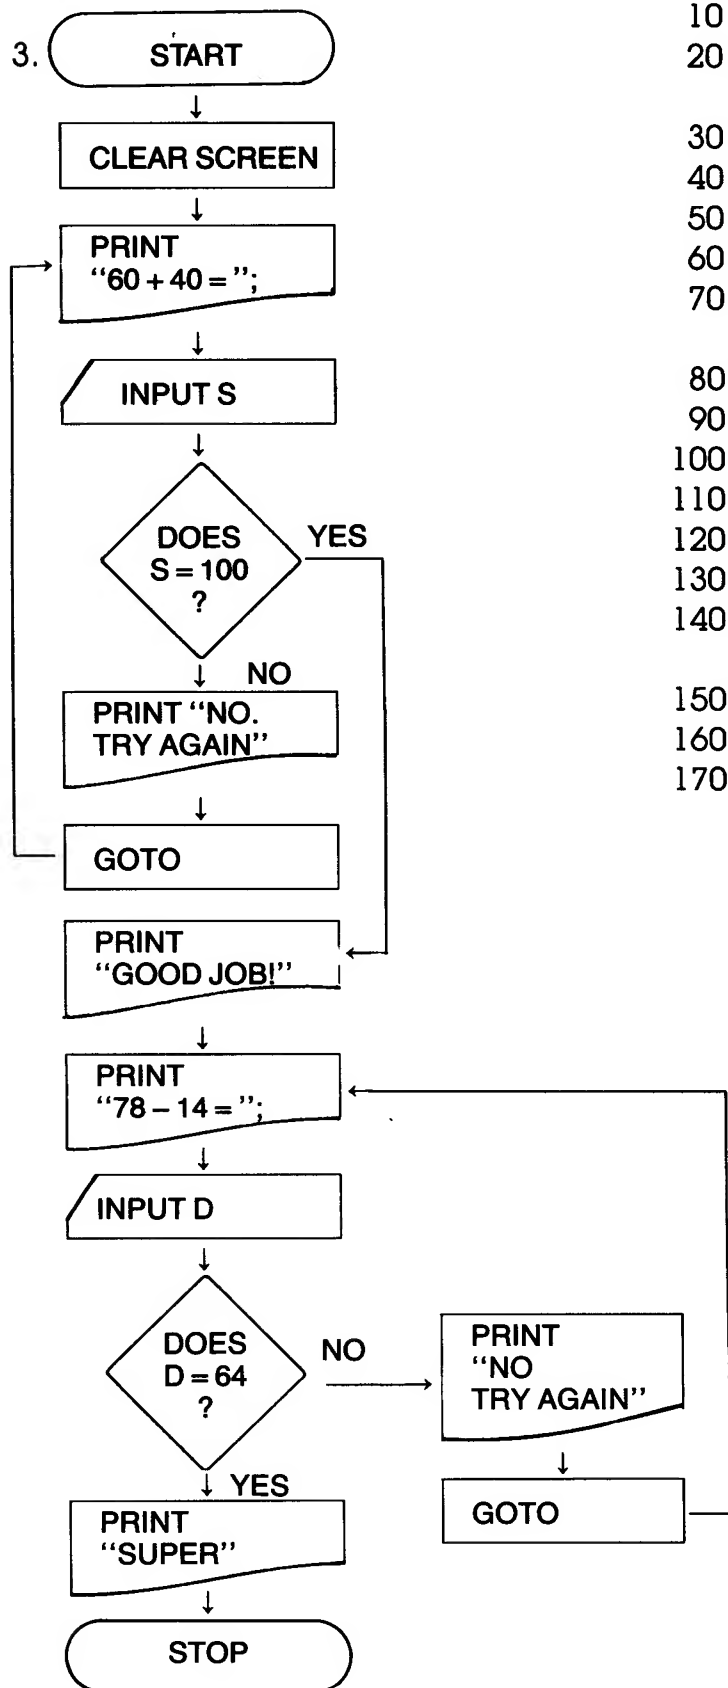 3. START
CLEAR SCREEN
PRINT
“60 + 40 = ”;
INPUT S
DOES
S = 100
?
YES
NO
PRINT “NO.
TRY AGAIN”
GOTO
PRINT
“GOOD JOB!”
PRINT
“78 – 14 = ”;
INPUT D
DOES
D = 64
?
NO
PRINT
“NO
TRY AGAIN”
GOTO
YES
PRINT
“SUPER”
STOP
10
20
30
40
50
60
70
80
90
100
110
120
130
140
150
160
170